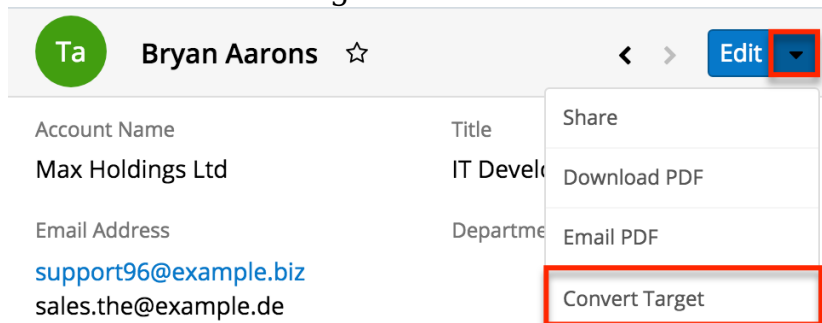 Ta Bryan Aarons Edit
Share
Account Name Title
Max Holdings Ltd IT Develo
Download PDF
Email Address Departme
Email PDF
support96@example.biz
sales.the@example.de
Convert Target